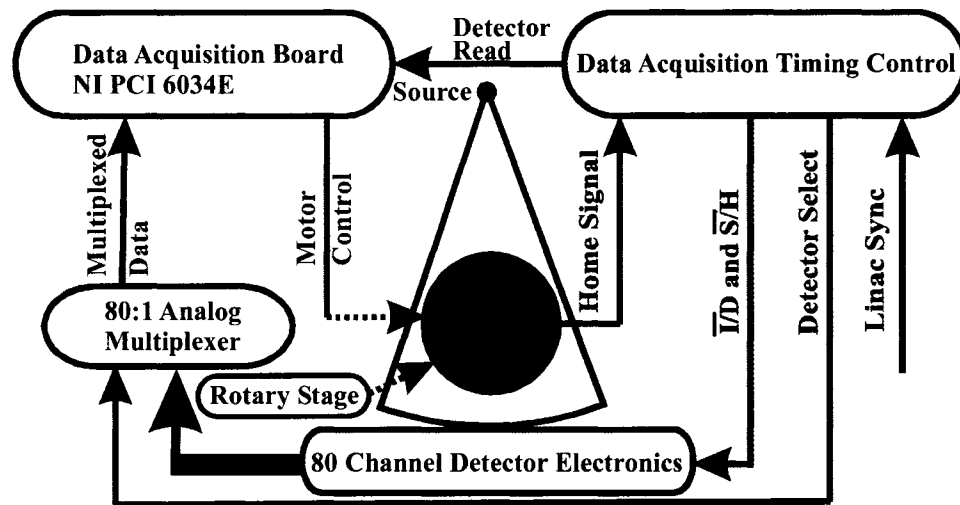 Data Acquisition Board
NI PCI 6034E
Detector
Read
Data Acquisition Timing Control
Source
Multiplexed
Data
Motor
Control
Home Signal
I̅/D and S̅/H
Detector Select
Linac Sync
80:1 Analog
Multiplexer
Rotary Stage
80 Channel Detector Electronics